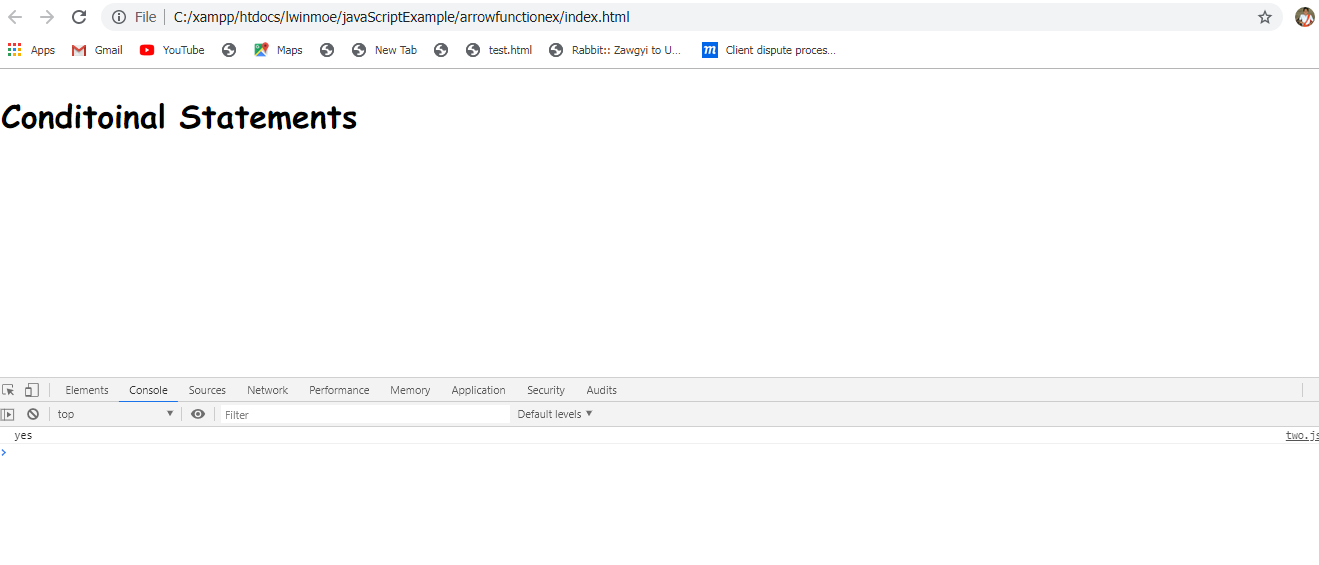 File C:/xampp/htdocs/lwinmoe/javaScriptExample/arrowfunctionex/index.html
Apps Gmail YouTube Maps New Tab test.html Rabbit:: Zawgyi to U... m Client dispute proces...
Conditoinal Statements
Elements Console Sources Network Performance Memory Application Security Audits
top Filter Default levels
yes two.js